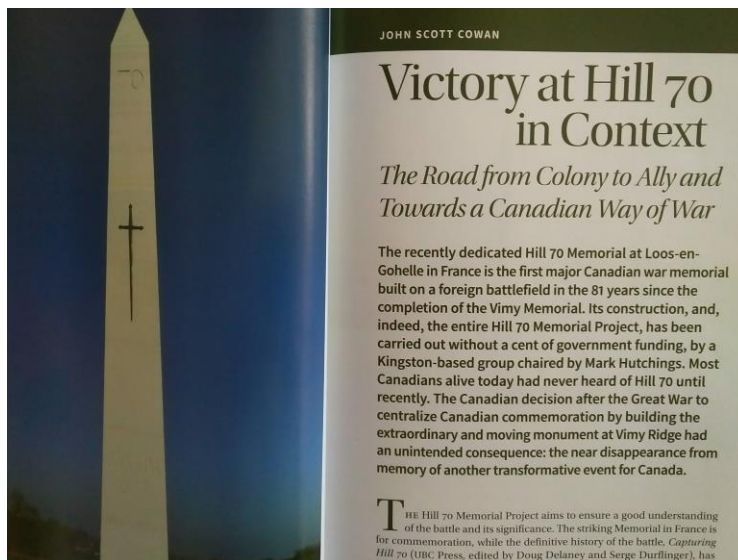 70
JOHN SCOTT COWAN
Victory at Hill 70
in Context
The Road from Colony to Ally and
Towards a Canadian Way of War
The recently dedicated Hill 70 Memorial at Loos-en-
Gohelle in France is the first major Canadian war memorial
built on a foreign battlefield in the 81 years since the
completion of the Vimy Memorial. Its construction, and,
indeed, the entire Hill 70 Memorial Project, has been
carried out without a cent of government funding, by a
Kingston-based group chaired by Mark Hutchings. Most
Canadians alive today had never heard of Hill 70 until
recently. The Canadian decision after the Great War to
centralize Canadian commemoration by building the
extraordinary and moving monument at Vimy Ridge had
an unintended consequence: the near disappearance from
memory of another transformative event for Canada.
THE Hill 70 Memorial Project aims to ensure a good understanding
of the battle and its significance. The striking Memorial in France is
for commemoration, while the definitive history of the battle, Capturing
Hill 70 (UBC Press, edited by Doug Delaney and Serge Durflinger), has